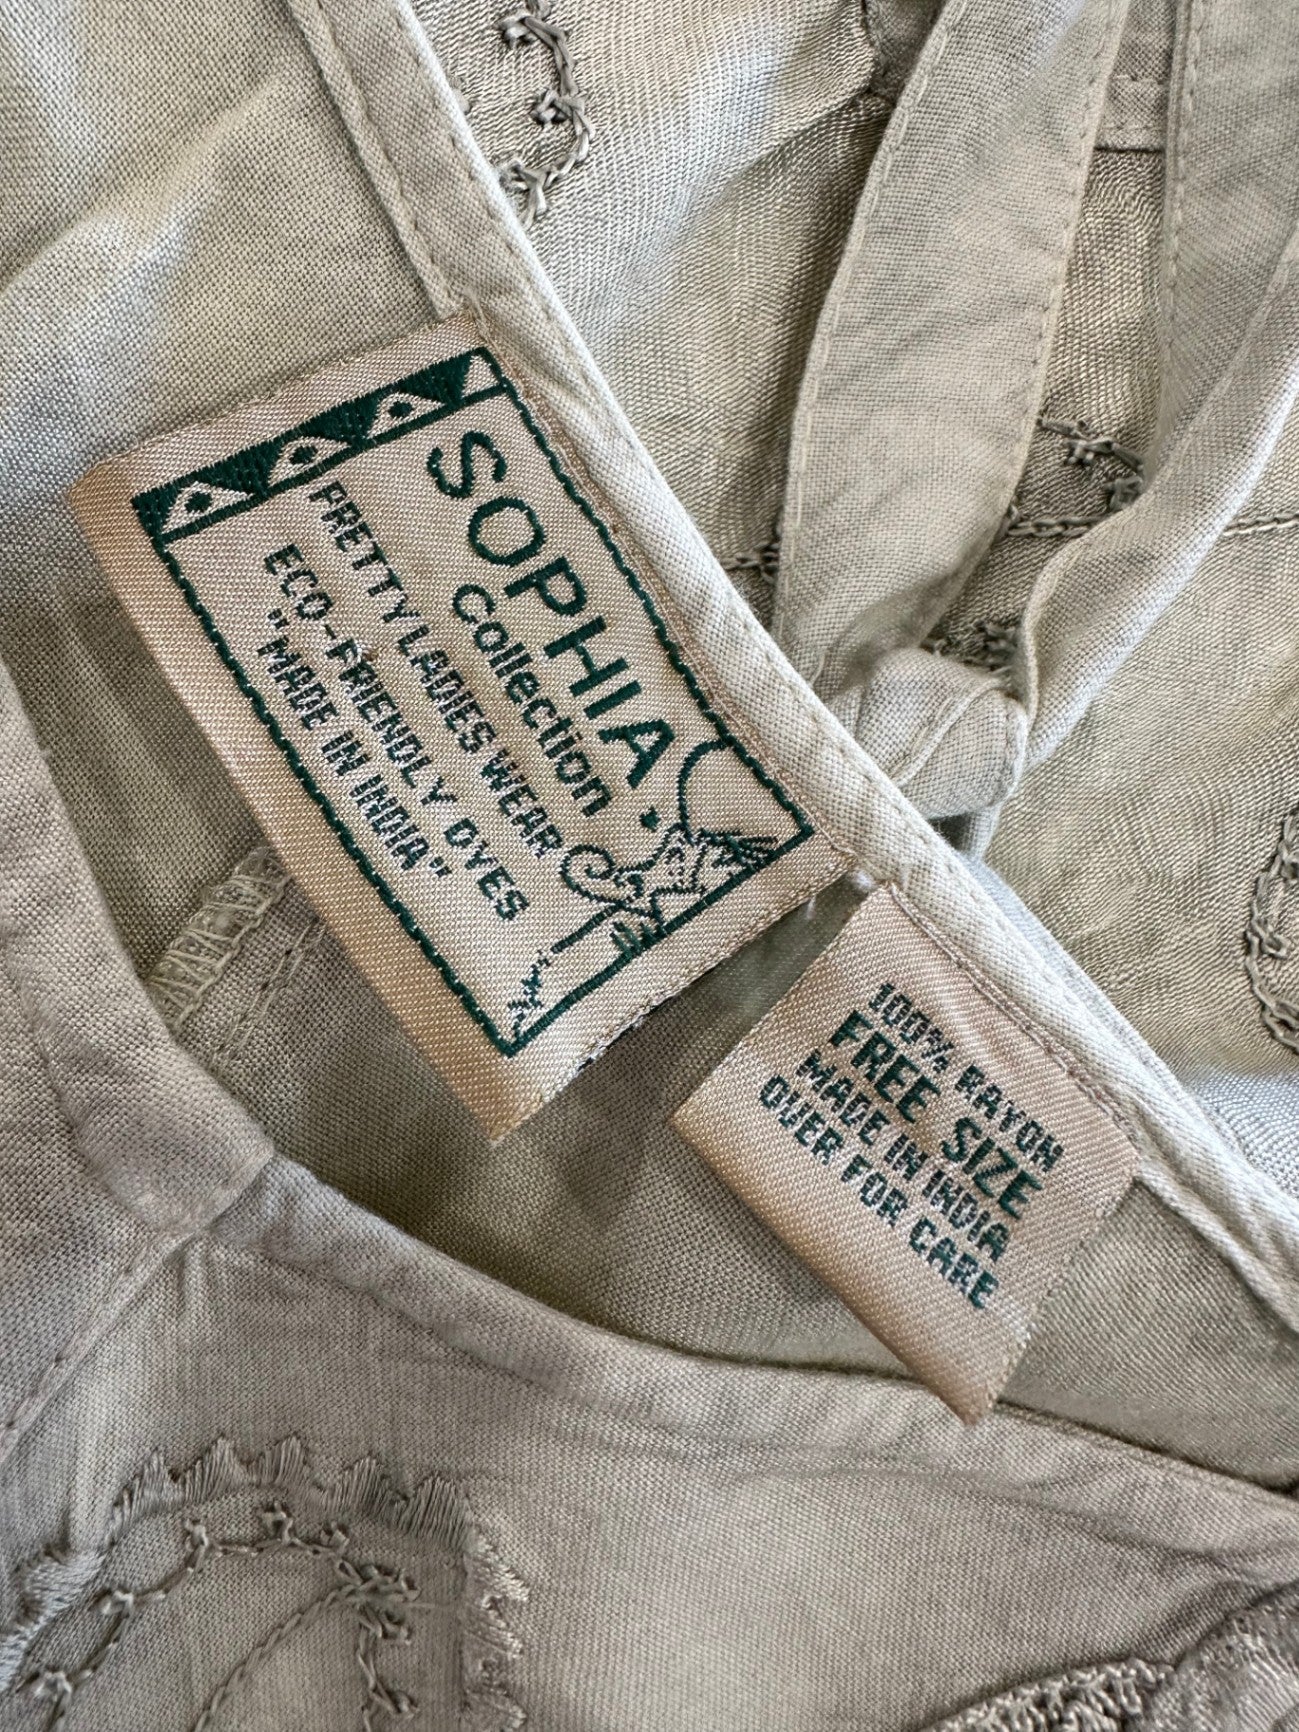 SOPHIA
Collection
PRETTY LADIES WEAR
ECO-FRIENDLY DYES
"MADE IN INDIA"
100% RAYON
FREE SIZE
MADE IN INDIA
OVER FOR CARE